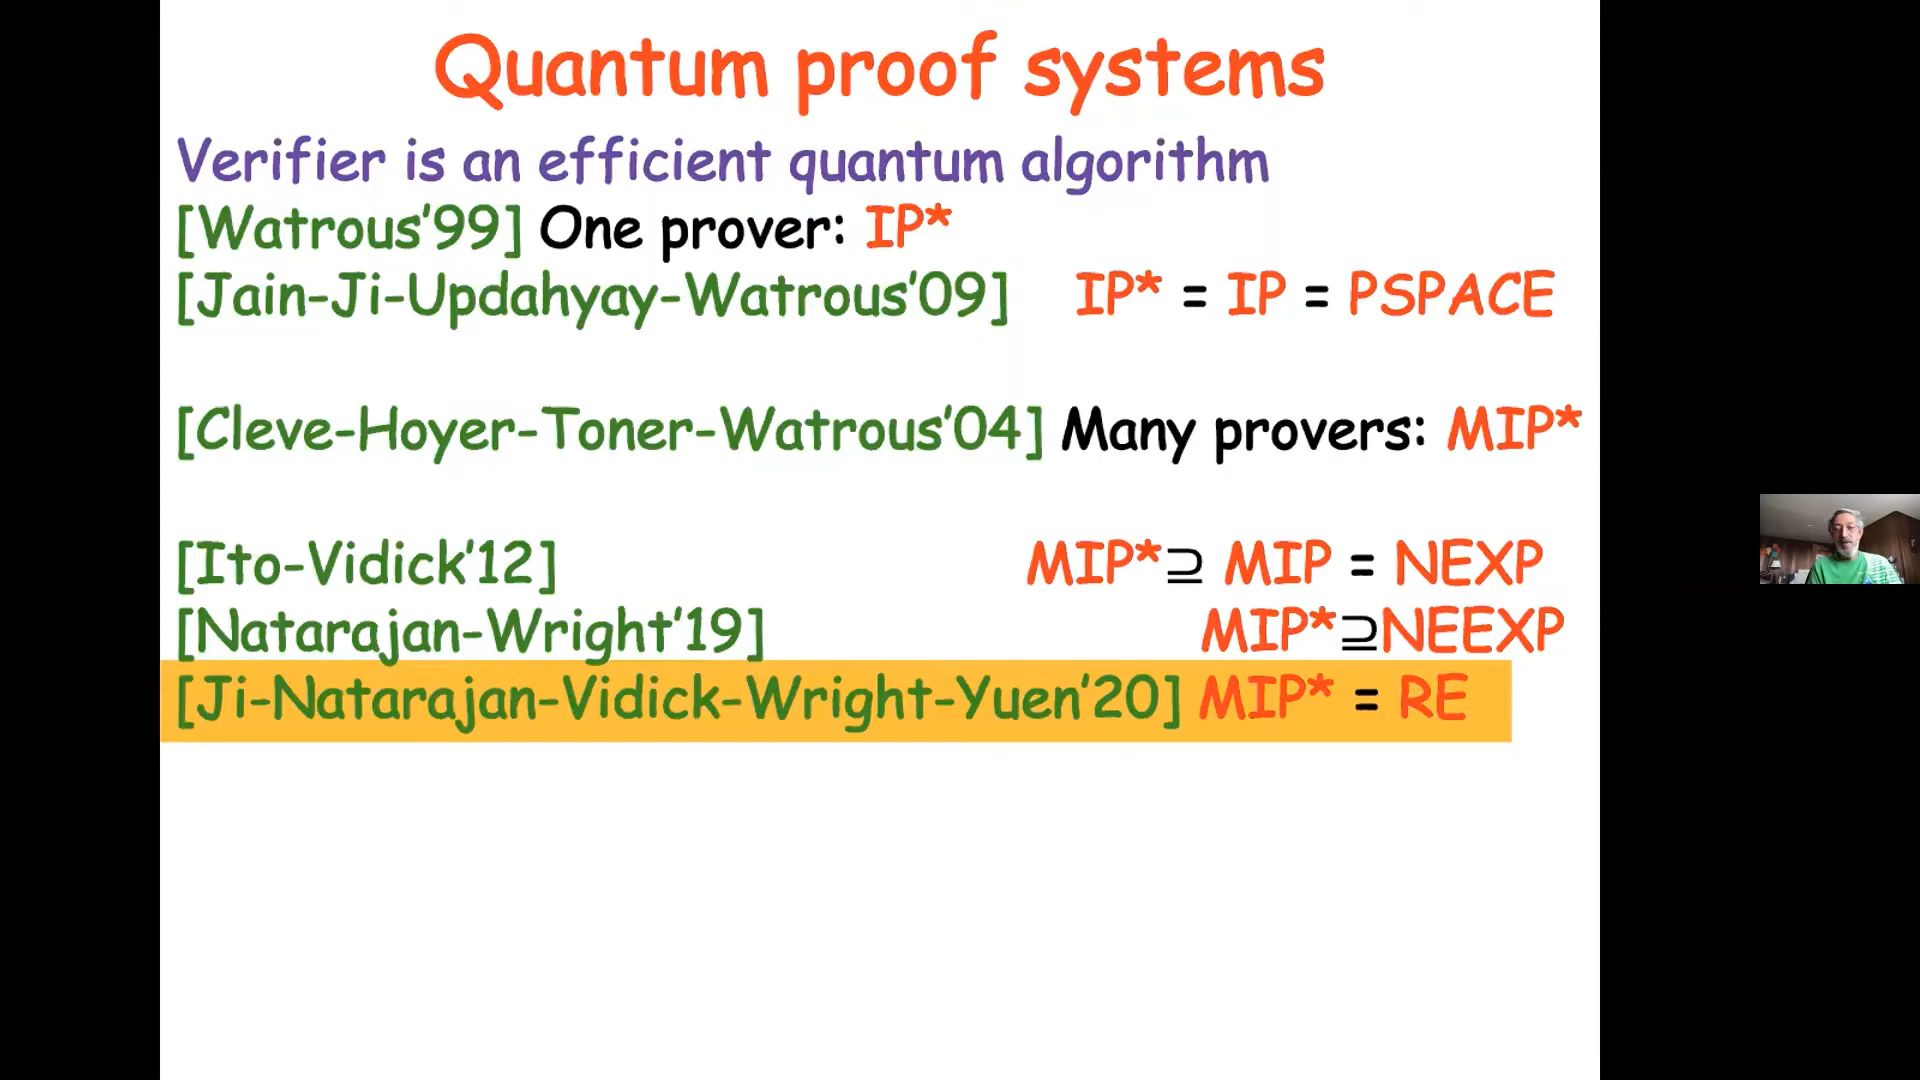 Quantum proof systems
Verifier is an efficient quantum algorithm
[Watrous’99] One prover: IP*
[Jain-Ji-Updahyay-Watrous’09] IP* = IP = PSPACE
[Cleve-Hoyer-Toner-Watrous’04] Many provers: MIP*
[Ito-Vidick’12] MIP*⊇ MIP = NEXP
[Natarajan-Wright’19] MIP*⊇NEEXP
[Ji-Natarajan-Vidick-Wright-Yuen’20] MIP* = RE